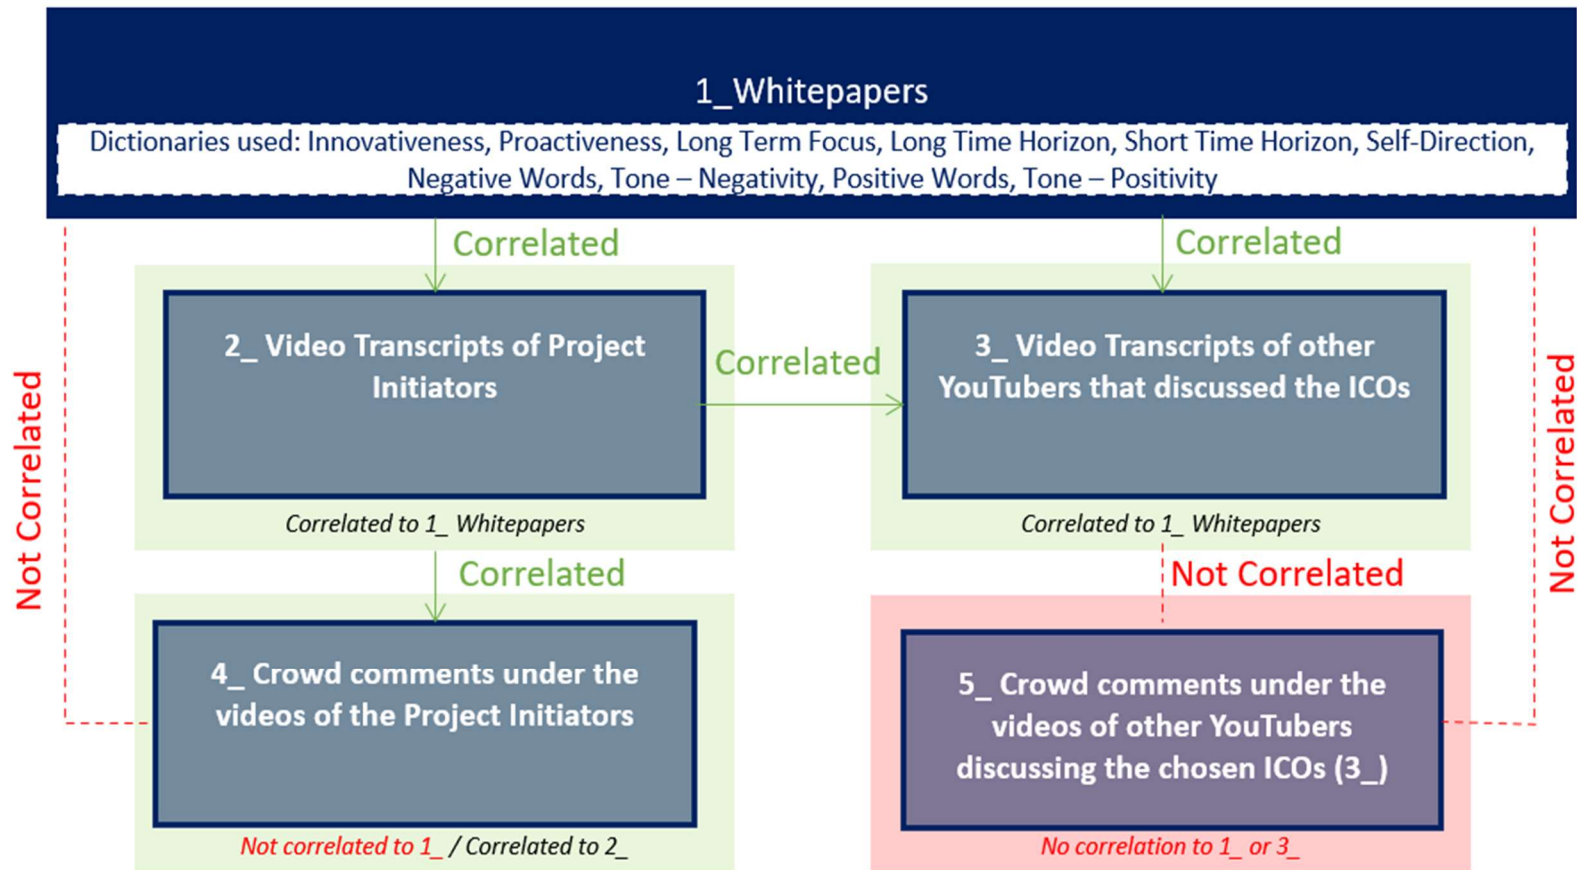 1_Whitepapers
Dictionaries used: Innovativeness, Proactiveness, Long Term Focus, Long Time Horizon, Short Time Horizon, Self-Direction,
Negative Words, Tone – Negativity, Positive Words, Tone – Positivity
Correlated
Correlated
2_ Video Transcripts of Project
Initiators
Correlated
3_ Video Transcripts of other
YouTubers that discussed the ICOs
Not Correlated
Not Correlated
Correlated to 1_ Whitepapers
Correlated to 1_ Whitepapers
Correlated
Not Correlated
4_ Crowd comments under the
videos of the Project Initiators
5_ Crowd comments under the
videos of other YouTubers
discussing the chosen ICOs (3_)
Not correlated to 1_ / Correlated to 2_
No correlation to 1_ or 3_